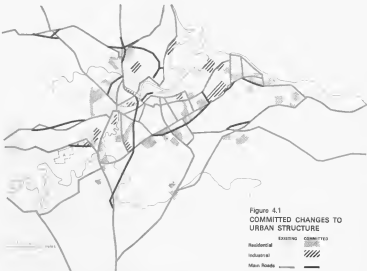 Figure 4.1
COMMITTED CHANGES TO
URBAN STRUCTURE
EXISTING COMMITTED
Residential
Industrial
Main Roads